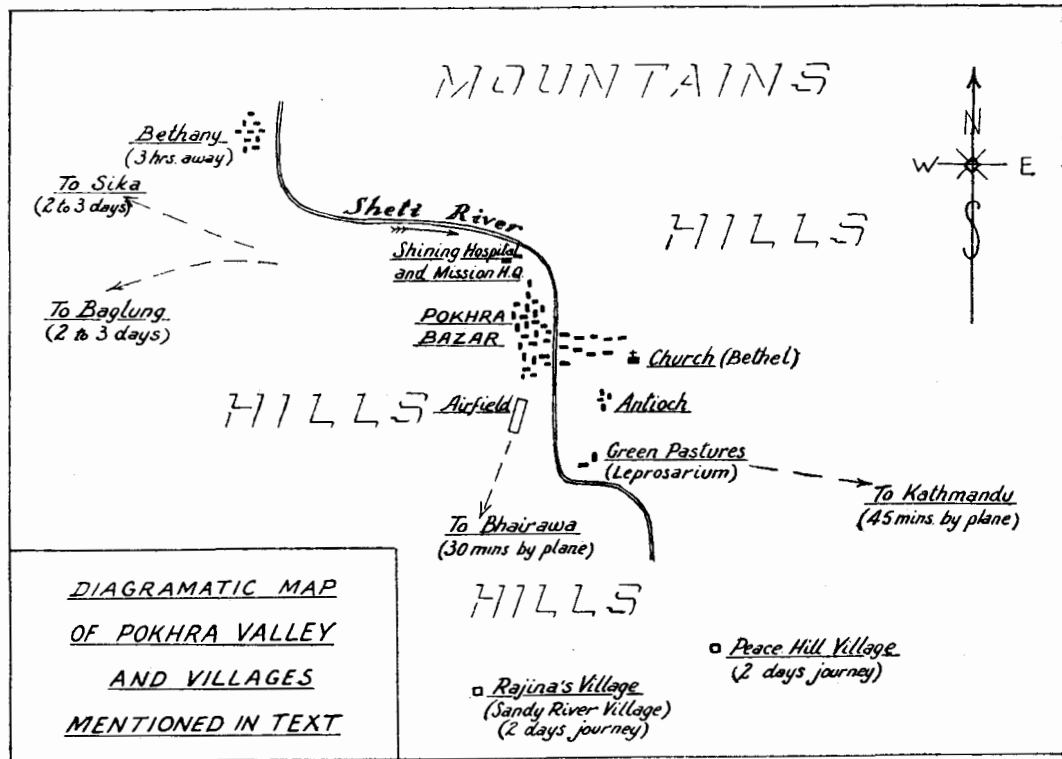 MOUNTAINS
N
W E
S
Bethany
(3 hrs. away)
To Sika
(2 to 3 days)
Sheti River
HILLS
Shining Hospital
and Mission H.Q.
To Baglung
(2 to 3 days)
POKHRA
BAZAR
Church (Bethel)
HILLS
Airfield
Antioch
Green Pastures
(Leprosarium)
To Kathmandu
(45 mins. by plane)
To Bhairawa
(30 mins by plane)
HILLS
DIAGRAMATIC MAP
OF POKHRA VALLEY
AND VILLAGES
MENTIONED IN TEXT
Peace Hill Village
(2 days journey)
Rajina's Village
(Sandy River Village)
(2 days journey)